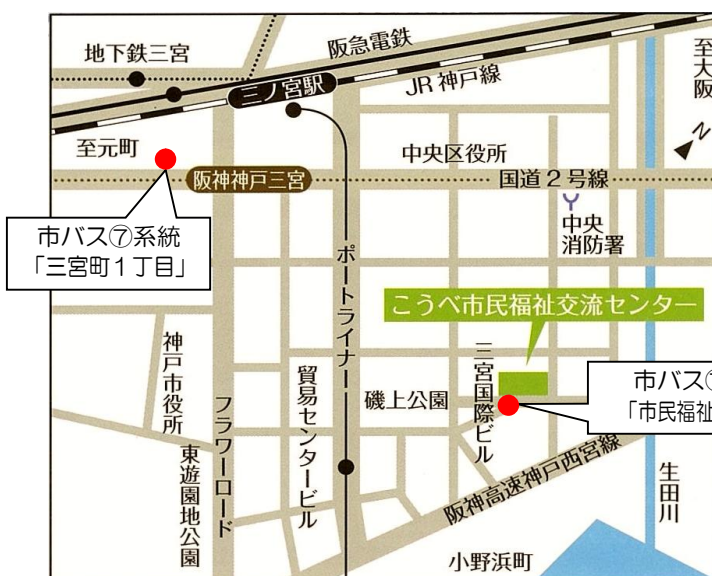 地下鉄三宮
阪急電鉄
三ノ宮駅
JR神戸線
至大阪
N
至元町
阪神神戸三宮
中央区役所
国道2号線
市バス⑦系統
「三宮町1丁目」
中央
消防署
ポートライナー
こうべ市民福祉交流センター
神戸市役所
フラワーロード
貿易センタービル
磯上公園
三宮国際ビル
市バス
「市民福祉
東遊園地公園
阪神高速神戸西宮線
生田川
小野浜町